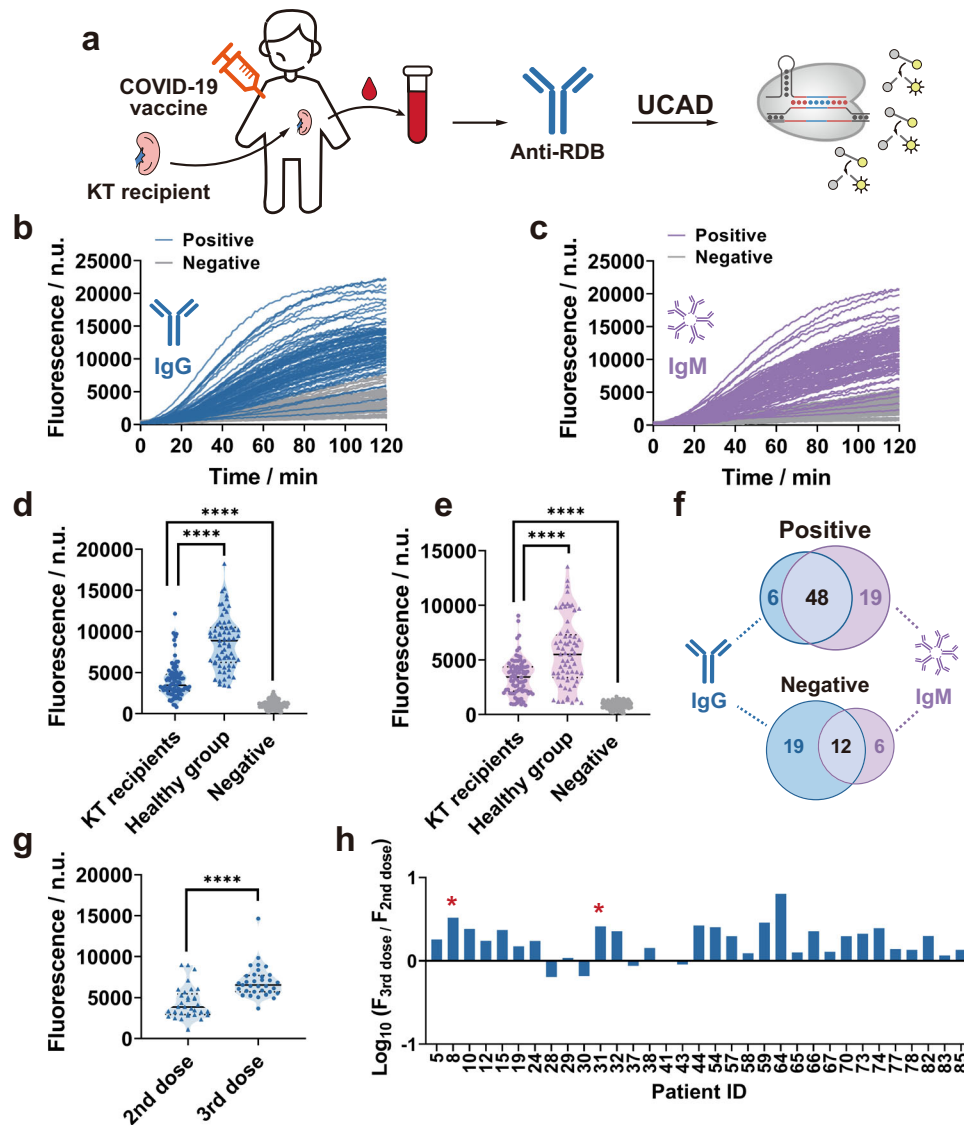 a
COVID-19
vaccine
KT recipient
Anti-RDB
UCAD
b
Positive
Negative
Fluorescence / n.u.
25000
20000
15000
10000
5000
0
IgG
0 20 40 60 80 100 120
Time / min
c
Positive
Negative
Fluorescence / n.u.
25000
20000
15000
10000
5000
0
IgM
0 20 40 60 80 100 120
Time / min
d
Fluorescence / n.u.
20000
15000
10000
5000
0
****
****
KT recipients
Healthy group
Negative
e
Fluorescence / n.u.
15000
10000
5000
0
****
****
KT recipients
Healthy group
Negative
f
Positive
6 48 19
IgG
IgM
Negative
19 12 6
g
Fluorescence / n.u.
20000
15000
10000
5000
0
****
2nd dose
3rd dose
h
Log10 (F3rd dose / F2nd dose)
1
0
-1
* *
5 8 10 12 15 19 24 28 29 30 31 32 37 38 41 43 44 54 57 58 59 64 65 66 67 70 73 74 77 78 82 83 85
Patient ID